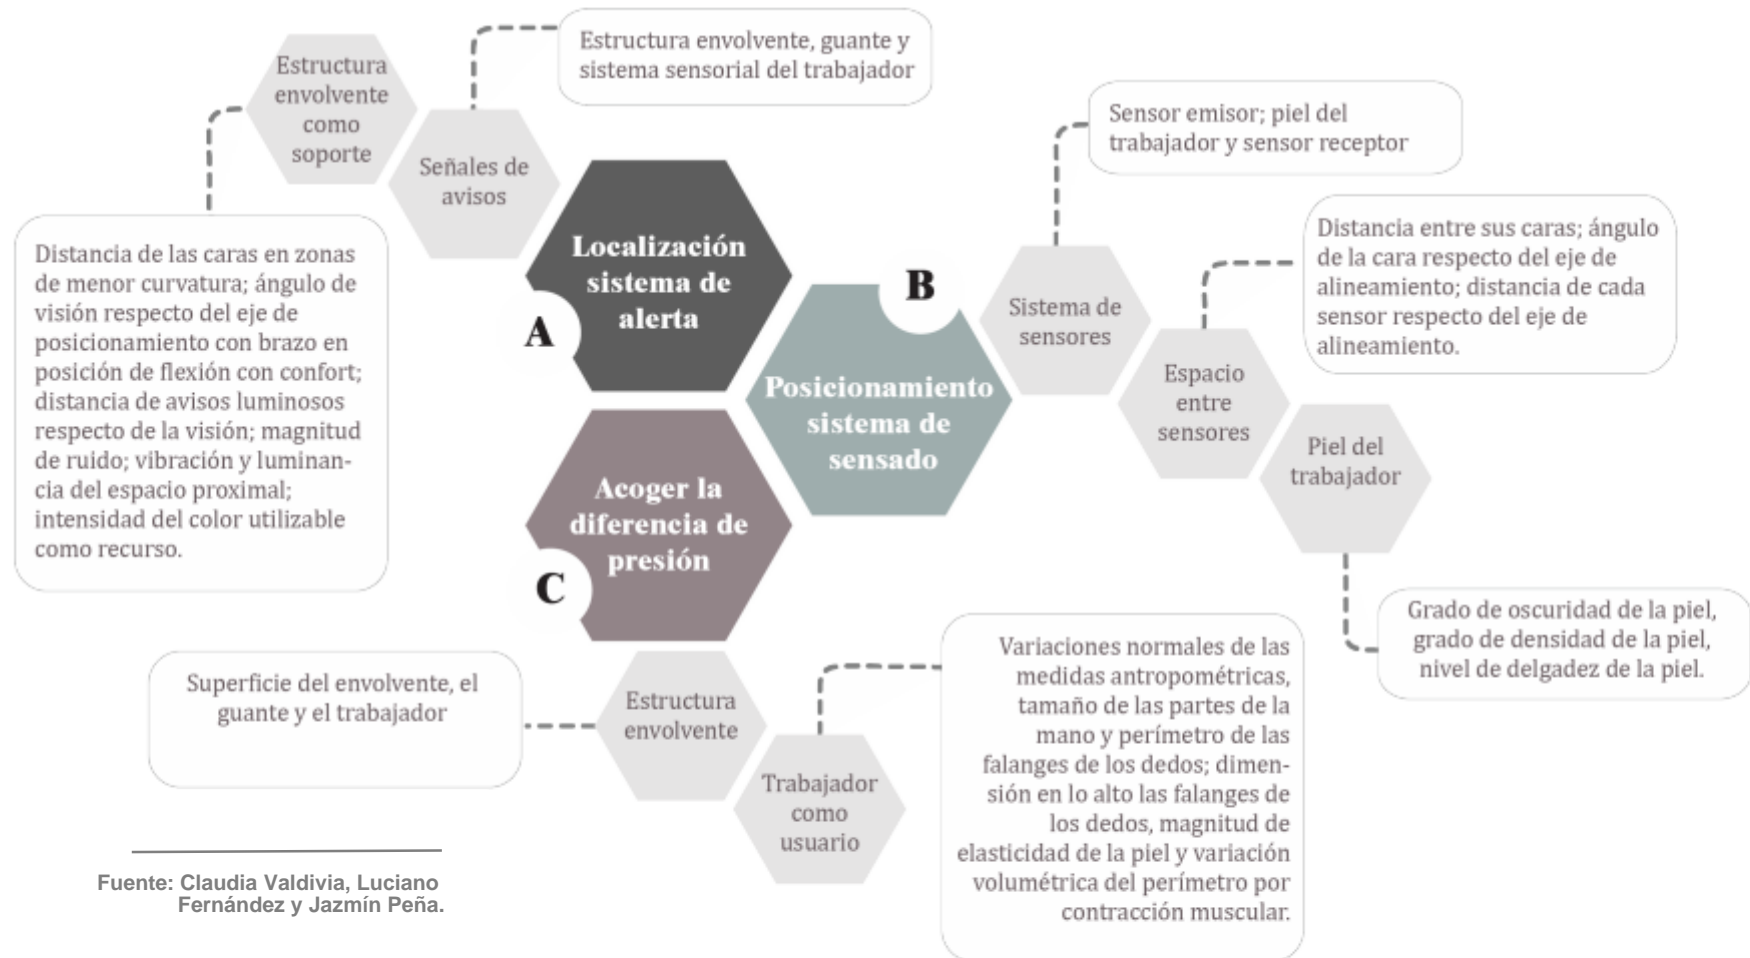 Estructura
envolvente
como
soporte
Señales de
avisos
Estructura envolvente, guante y
sistema sensorial del trabajador
Distancia de las caras en zonas
de menor curvatura; ángulo de
visión respecto del eje de
posicionamiento con brazo en
posición de flexión con confort;
distancia de avisos luminosos
respecto de la visión; magnitud
de ruido; vibración y luminan-
cia del espacio proximal;
intensidad del color utilizable
como recurso.
Localización
sistema de
alerta
A
B
Posicionamiento
sistema de
sensado
Sistema de
sensores
Sensor emisor; piel del
trabajador y sensor receptor
Espacio
entre
sensores
Distancia entre sus caras; ángulo
de la cara respecto del eje de
alineamiento; distancia de cada
sensor respecto del eje de
alineamiento.
Piel del
trabajador
Grado de oscuridad de la piel,
grado de densidad de la piel,
nivel de delgadez de la piel.
Acoger la
diferencia de
presión
C
Estructura
envolvente
Superficie del envolvente, el
guante y el trabajador
Trabajador
como
usuario
Variaciones normales de las
medidas antropométricas,
tamaño de las partes de la
mano y perímetro de las
falanges de los dedos; dimen-
sión en lo alto las falanges de
los dedos, magnitud de
elasticidad de la piel y variación
volumétrica del perímetro por
contracción muscular.
Fuente: Claudia Valdivia, Luciano
Fernández y Jazmín Peña.